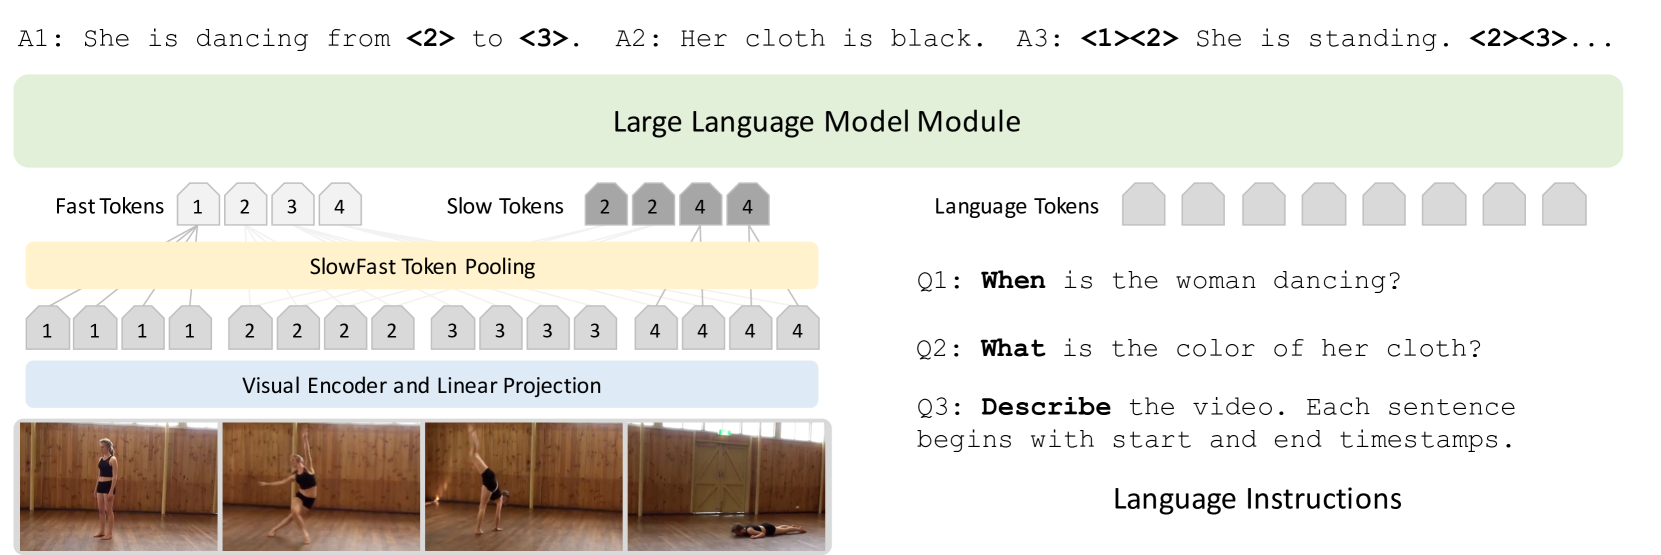 A1: She is dancing from <2> to <3>. A2: Her cloth is black. A3: <1><2> She is standing. <2><3>...
Large Language Model Module
Fast Tokens 1 2 3 4 Slow Tokens 2 2 4 4 Language Tokens
SlowFast Token Pooling
1 1 1 1 2 2 2 2 3 3 3 3 4 4 4 4
Visual Encoder and Linear Projection
Q1: When is the woman dancing?
Q2: What is the color of her cloth?
Q3: Describe the video. Each sentence
begins with start and end timestamps.
Language Instructions